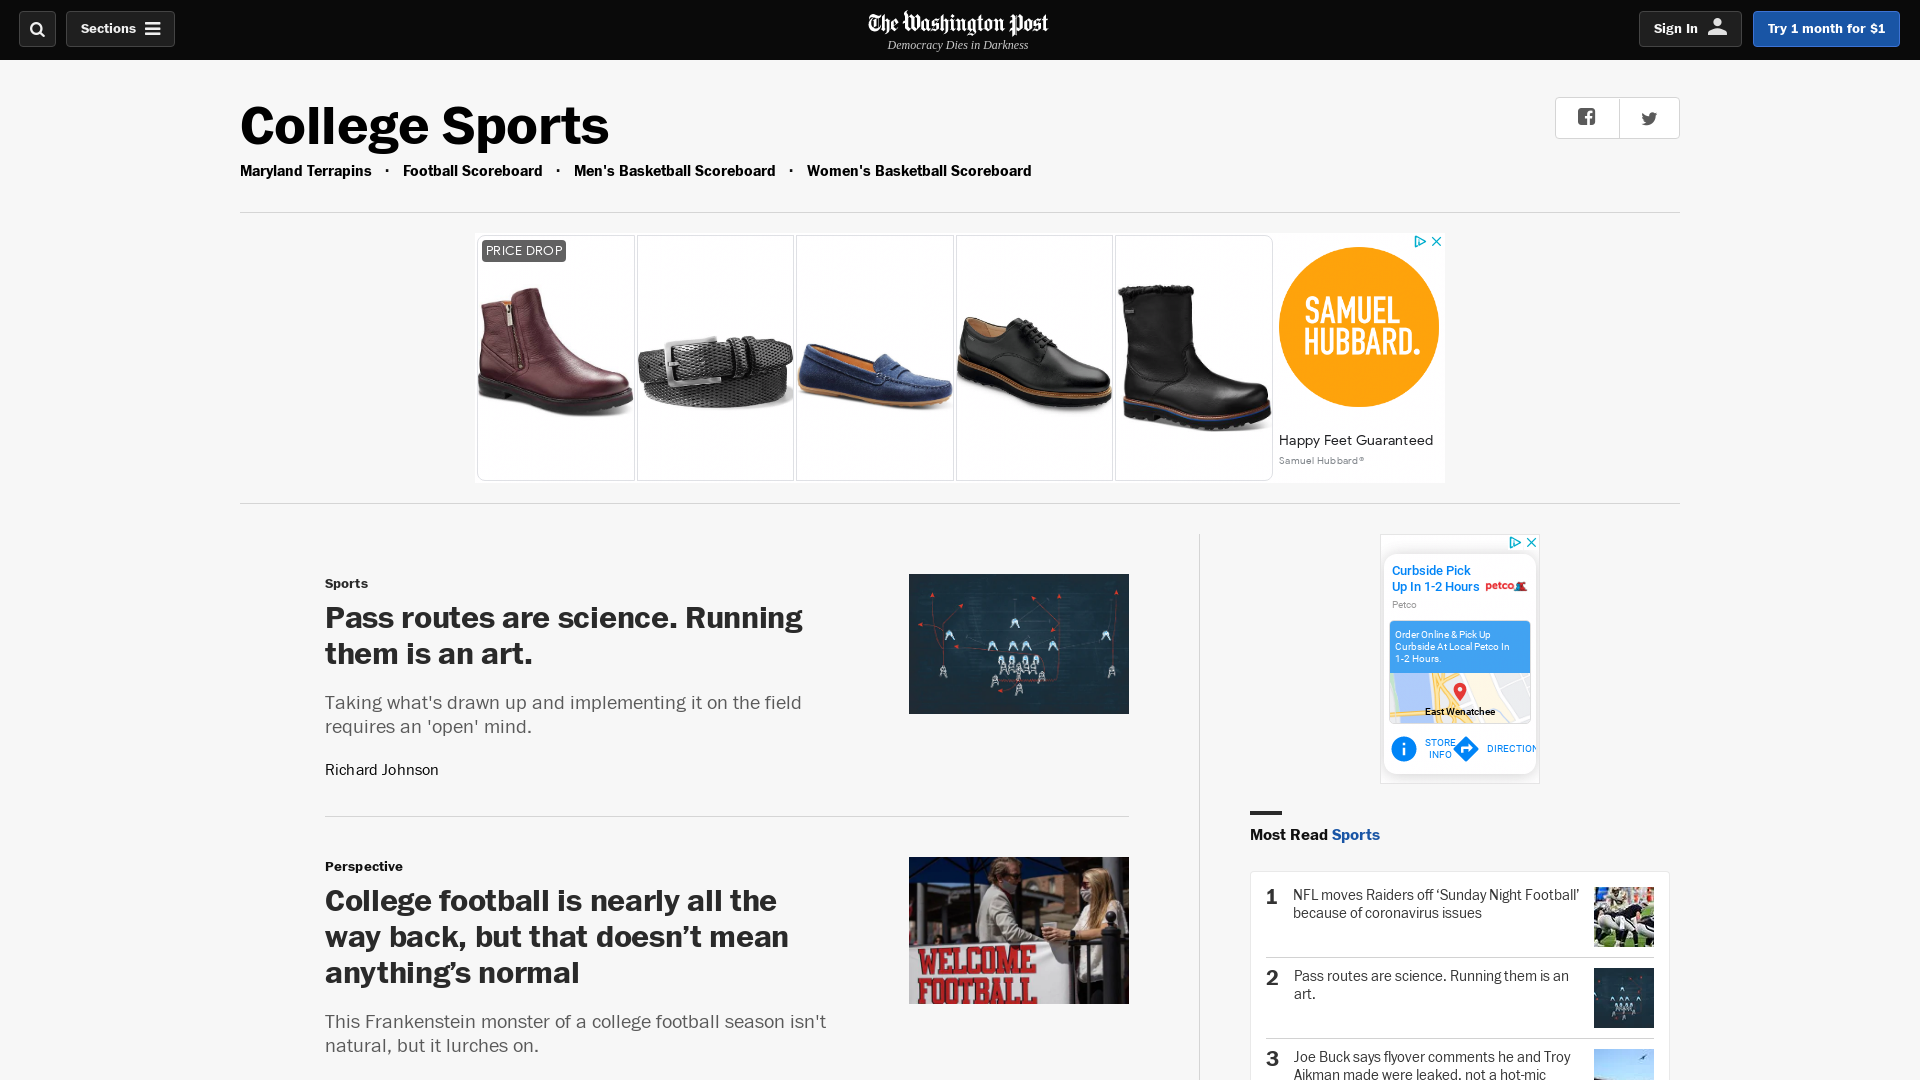 Sections
The Washington Post
Democracy Dies in Darkness
Sign In
Try 1 month for $1
College Sports
Maryland Terrapins · Football Scoreboard · Men's Basketball Scoreboard · Women's Basketball Scoreboard
PRICE DROP
SAMUEL
HUBBARD.
Happy Feet Guaranteed
Samuel Hubbard®
Sports
Pass routes are science. Running
them is an art.
Taking what's drawn up and implementing it on the field
requires an 'open' mind.
Richard Johnson
Perspective
College football is nearly all the
way back, but that doesn’t mean
anything’s normal
This Frankenstein monster of a college football season isn't
natural, but it lurches on.
WELCOME
FOOTBALL
Curbside Pick
Up In 1-2 Hours
petco
Petco
Order Online & Pick Up
Curbside At Local Petco In
1-2 Hours.
East Wenatchee
STORE
INFO
DIRECTION
Most Read Sports
1 NFL moves Raiders off ‘Sunday Night Football’
because of coronavirus issues
2 Pass routes are science. Running them is an
art.
3 Joe Buck says flyover comments he and Troy
Aikman made were leaked, not a hot-mic